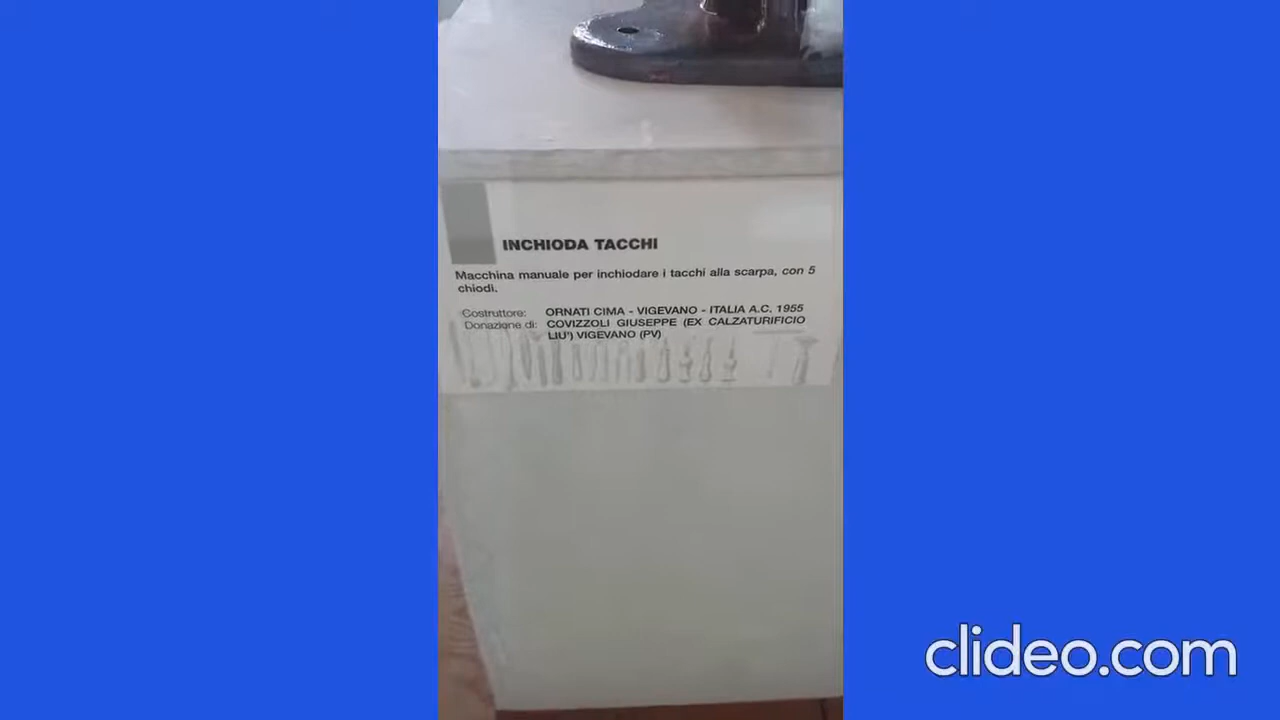 INCHIODA TACCHI
Macchina manuale per inchiodare i tacchi alla scarpa, con 5
chiodi.
Costruttore: ORNATI CIMA - VIGEVANO - ITALIA A.C. 1955
Donazione di: COVIZZOLI GIUSEPPE (EX CALZATURIFICIO
LIU') VIGEVANO (PV)
clideo.com